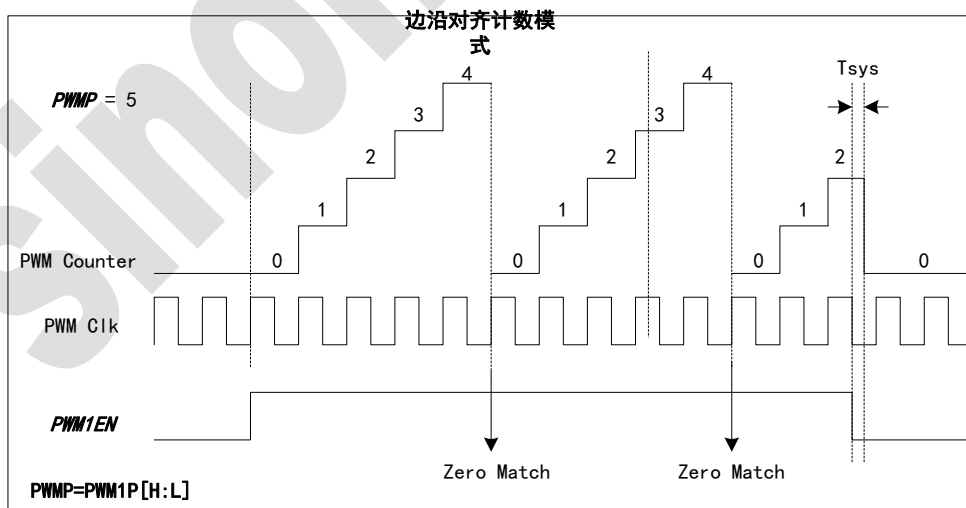 边沿对齐计数模
式
Tsys
PWMP = 5
4
4
3
3
2
2
2
1
1
1
PWM Counter
0
0
0
0
PWM Clk
PWM1EN
Zero Match
Zero Match
PWMP=PWM1P[H:L]
sinon